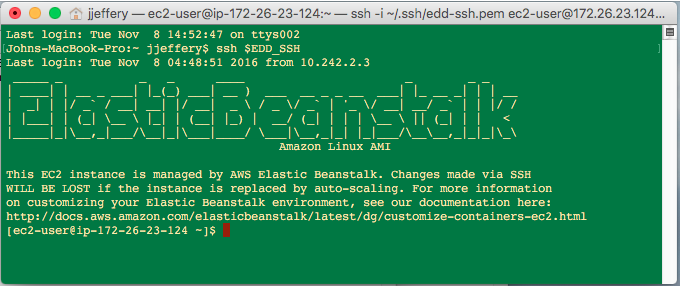 jjeffery — ec2-user@ip-172-26-23-124:~ — ssh -i ~/.ssh/edd-ssh.pem ec2-user@172.26.23.124...
Last login: Tue Nov  8 14:52:47 on ttys002
[Johns-MacBook-Pro:~ jjeffery$ ssh $EDD_SSH ]
Last login: Tue Nov  8 04:48:51 2016 from 10.242.2.3
ElasticBeanstalk
Amazon Linux AMI
This EC2 instance is managed by AWS Elastic Beanstalk. Changes made via SSH
WILL BE LOST if the instance is replaced by auto-scaling. For more information
on customizing your Elastic Beanstalk environment, see our documentation here:
http://docs.aws.amazon.com/elasticbeanstalk/latest/dg/customize-containers-ec2.html
[ec2-user@ip-172-26-23-124 ~]$